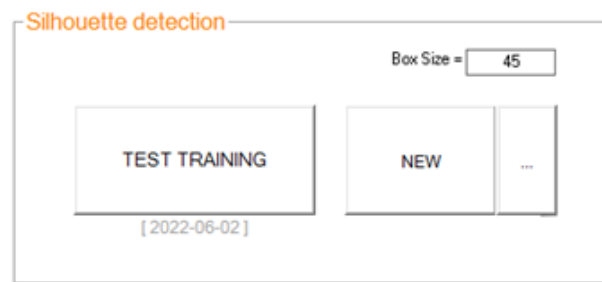 Silhouette detection
Box Size = 45
TEST TRAINING
NEW
...
[ 2022-06-02 ]